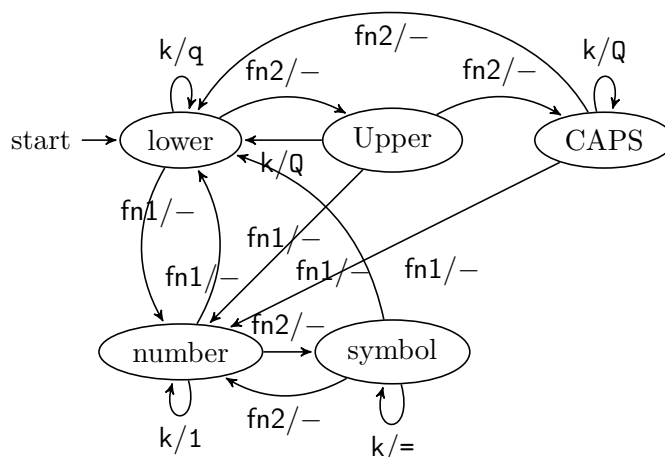 fn2/−
k/q
k/Q
fn2/−
fn2/−
start
lower
Upper
CAPS
k/Q
fn1/−
fn1/−
fn1/−
fn1/−
fn1/−
fn2/−
number
symbol
fn2/−
k/1
k/=